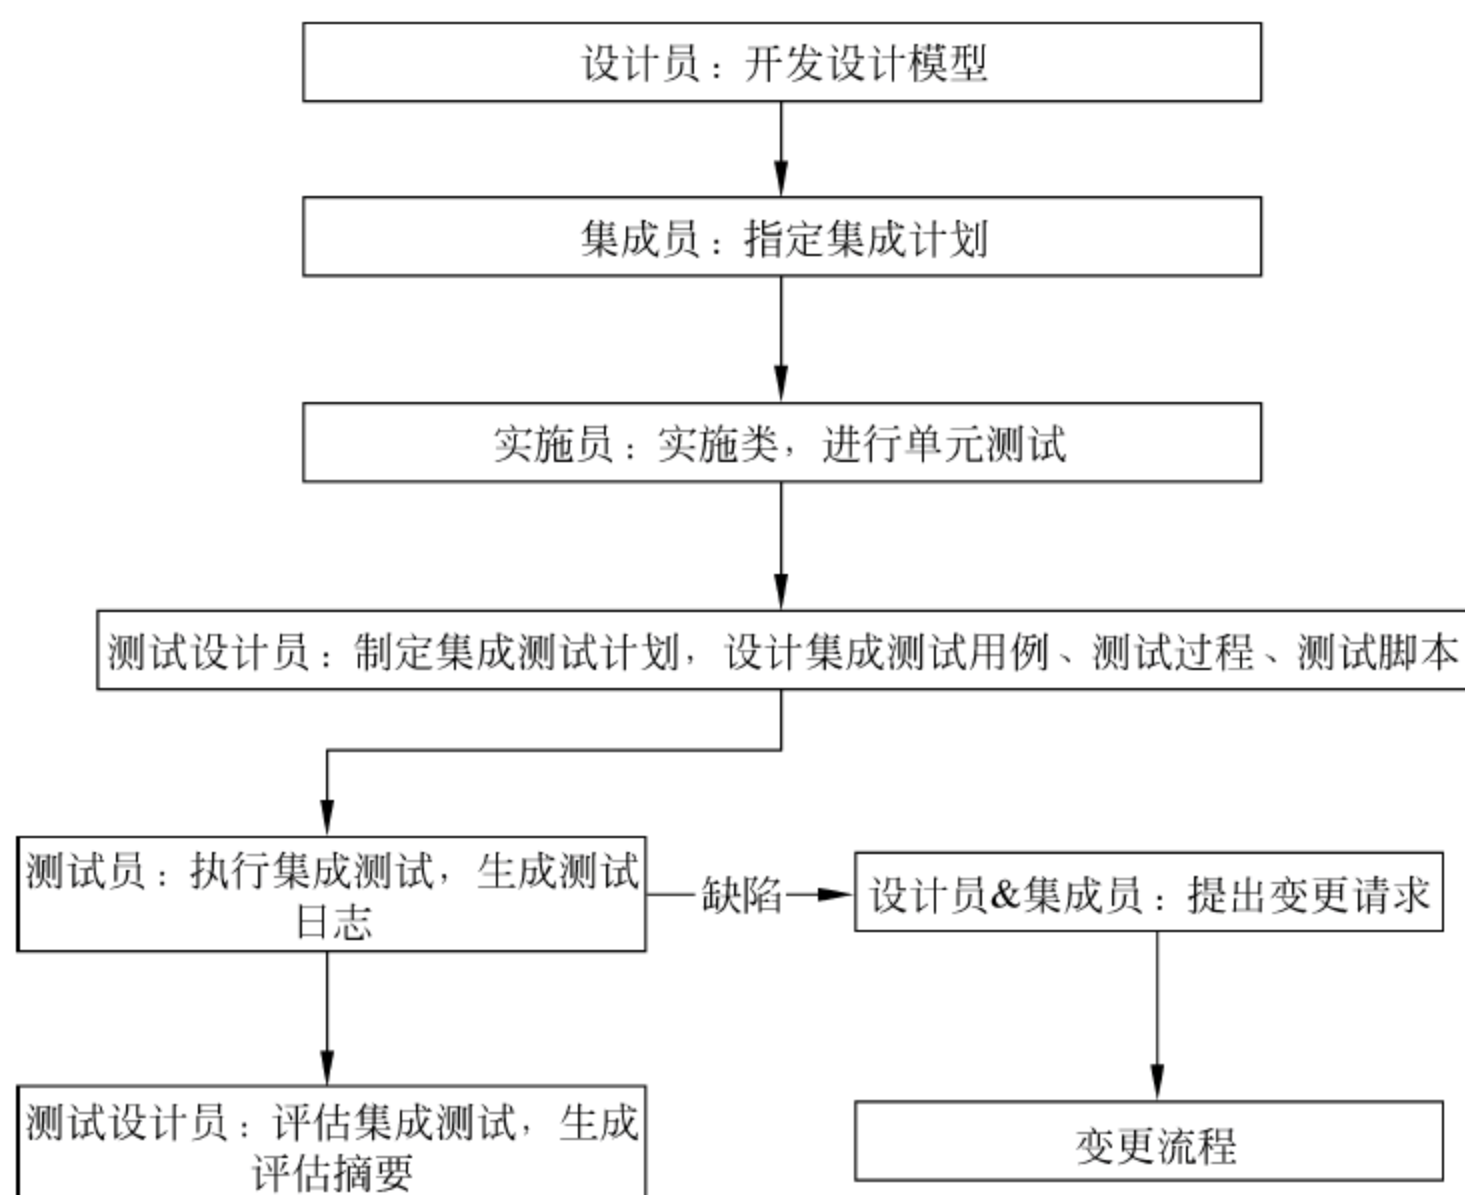 设计员：开发设计模型
集成员：指定集成计划
实施员：实施类，进行单元测试
测试设计员：制定集成测试计划，设计集成测试用例、测试过程、测试脚本
测试员：执行集成测试，生成测试
日志
缺陷
设计员&集成员：提出变更请求
测试设计员：评估集成测试，生成
评估摘要
变更流程